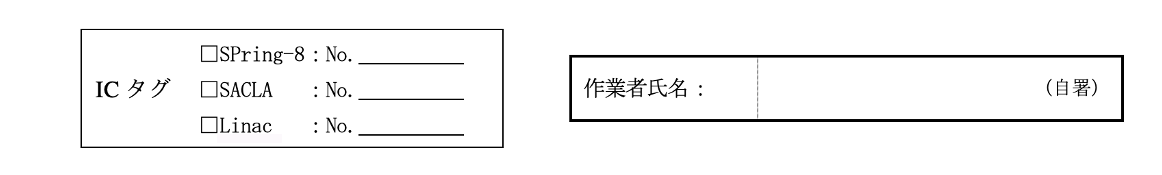 IC タグ
□SPring-8：No.
□SACLA ：No.
□Linac ：No.
作業者氏名： (自署)